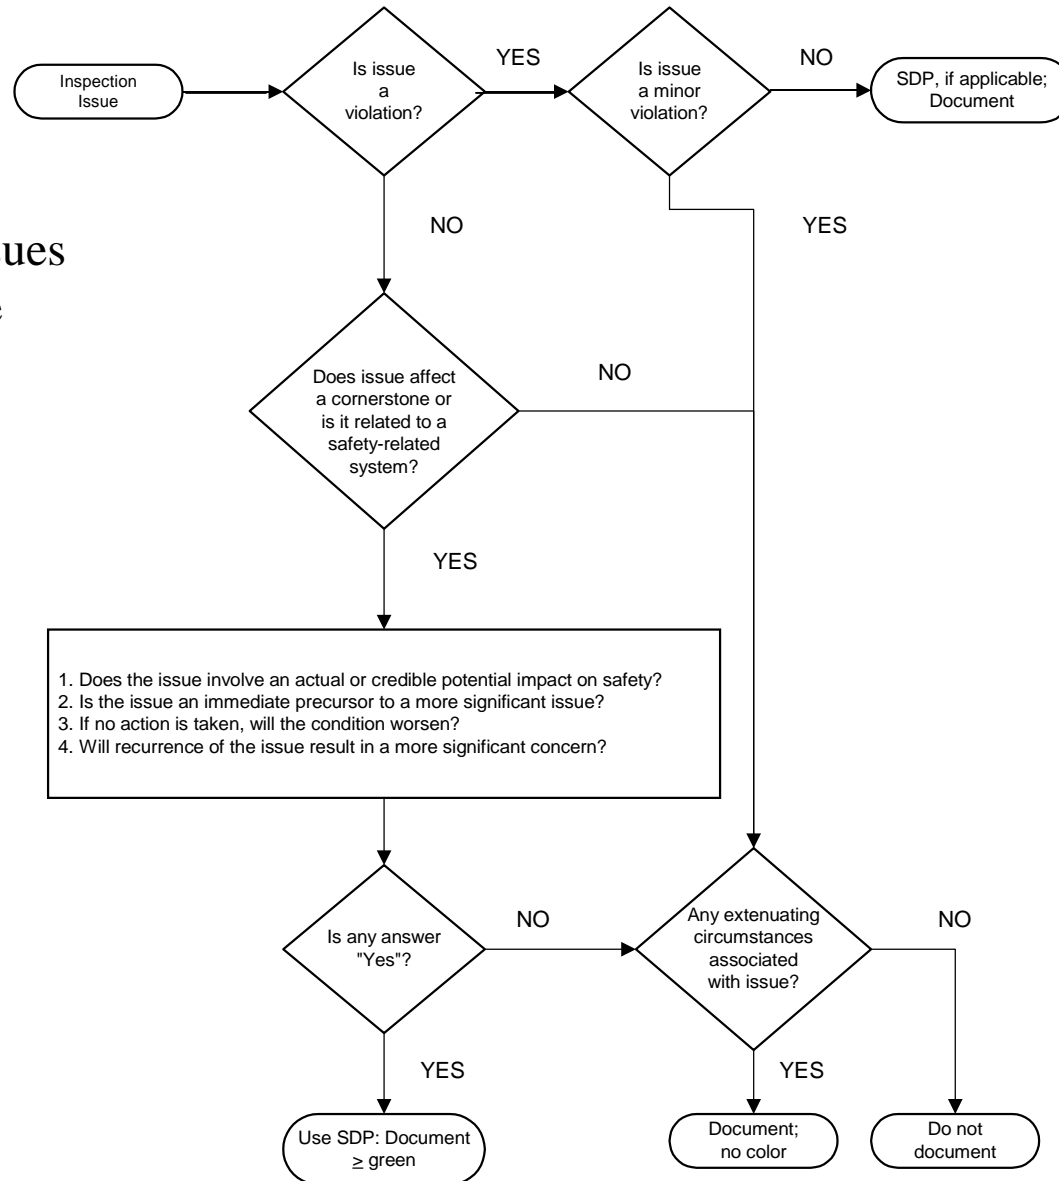 Inspection
Issue
Is issue
a
violation?
YES
Is issue
a minor
violation?
NO
SDP, if applicable;
Document
NO
YES
Does issue affect
a cornerstone or
is it related to a
safety-related
system?
NO
YES
1. Does the issue involve an actual or credible potential impact on safety?
2. Is the issue an immediate precursor to a more significant issue?
3. If no action is taken, will the condition worsen?
4. Will recurrence of the issue result in a more significant concern?
Is any answer
"Yes"?
NO
Any extenuating
circumstances
associated
with issue?
NO
YES
YES
Use SDP: Document
≥ green
Document;
no color
Do not
document